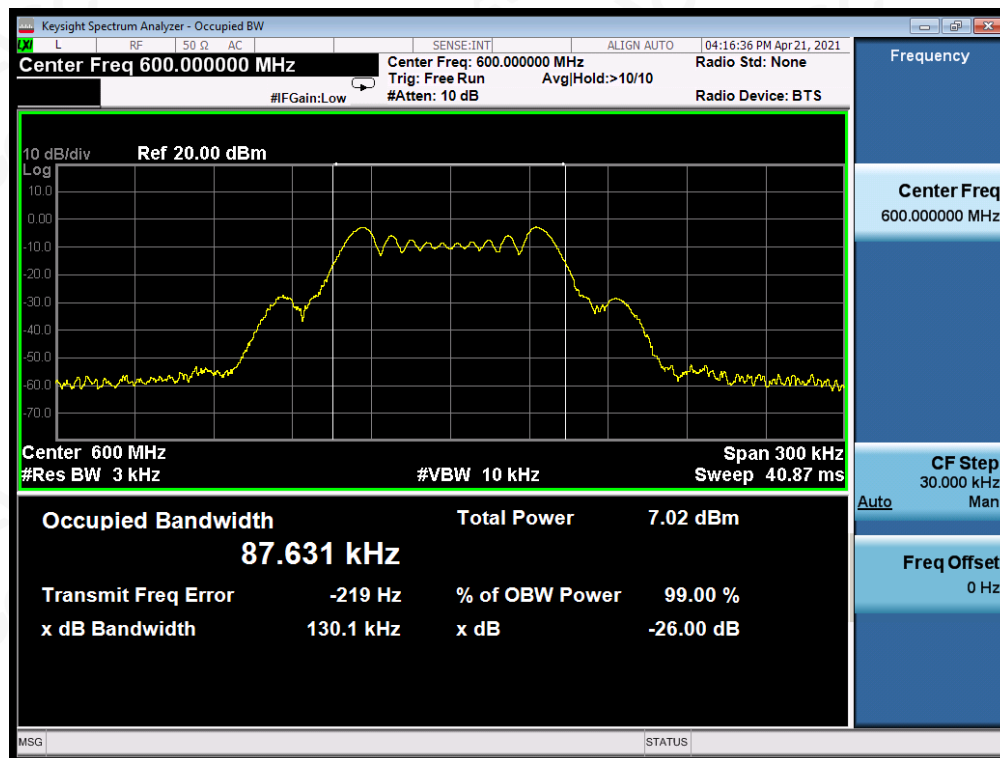 Keysight Spectrum Analyzer - Occupied BW
LXI L RF 50 Ω AC SENSE:INT ALIGN AUTO 04:16:36 PM Apr 21, 2021
Center Freq 600.000000 MHz
Center Freq: 600.000000 MHz
Radio Std: None
Trig: Free Run
Avg|Hold:>10/10
#IFGain:Low
#Atten: 10 dB
Radio Device: BTS
10 dB/div
Ref 20.00 dBm
Log
10.0
0.00
-10.0
-20.0
-30.0
-40.0
-50.0
-60.0
-70.0
Center 600 MHz
Span 300 kHz
#Res BW 3 kHz
#VBW 10 kHz
Sweep 40.87 ms
Occupied Bandwidth
Total Power 7.02 dBm
87.631 kHz
Transmit Freq Error -219 Hz
% of OBW Power 99.00 %
x dB Bandwidth 130.1 kHz
x dB -26.00 dB
MSG
STATUS
Frequency
Center Freq
600.000000 MHz
CF Step
30.000 kHz
Auto Man
Freq Offset
0 Hz